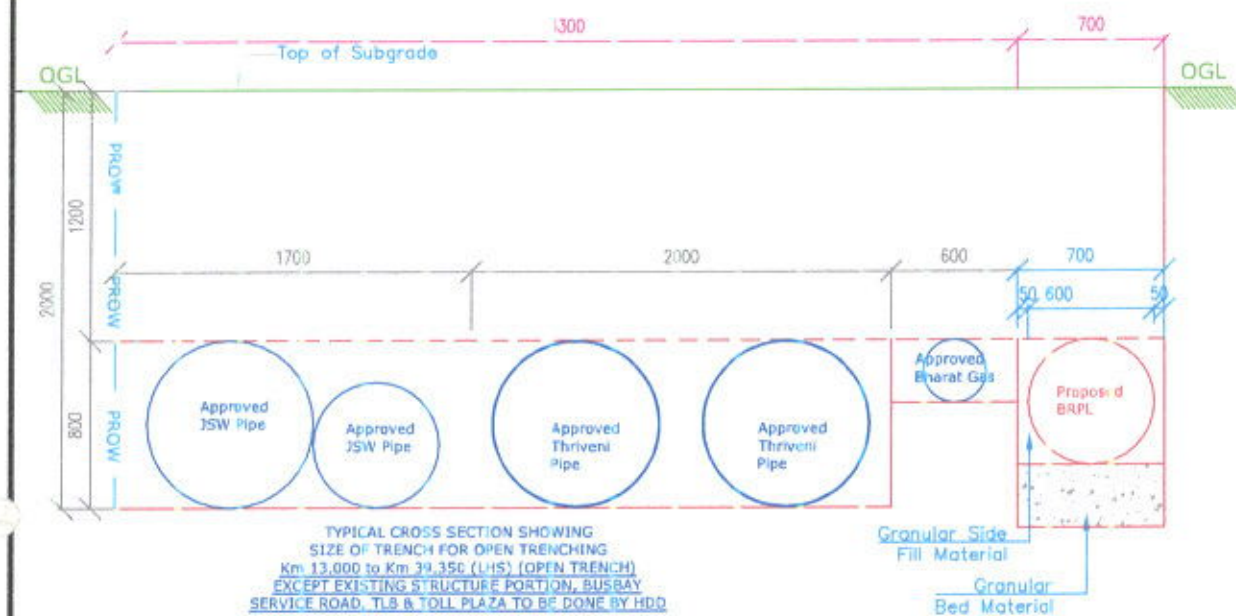 4300
700
Top of Subgrade
OGL
OGL
PROW
1200
1700
2000
600
700
50
600
50
2000
PROW
Approved
JSW Pipe
Approved
JSW Pipe
Approved
Thriveni
Pipe
Approved
Thriveni
Pipe
Approved
Bharat Gas
Proposed
BRPL
800
PROW
TYPICAL CROSS SECTION SHOWING
SIZE OF TRENCH FOR OPEN TRENCHING
Km 13.000 to Km 39.350 (LHS) (OPEN TRENCH)
EXCEPT EXISTING STRUCTURE PORTION, BUSBAY
SERVICE ROAD, TLB & TOLL PLAZA TO BE DONE BY HDD
Granular Side
Fill Material
Granular
Bed Material